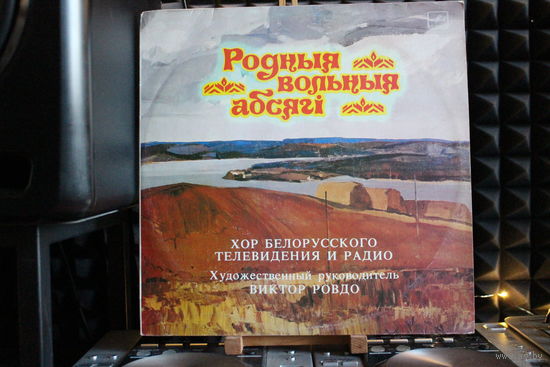 Родныя
вольныя
абсягі
ХОР БЕЛОРУССКОГО
ТЕЛЕВИДЕНИЯ И РАДИО
Художественный руководитель
ВИКТОР РОВДО